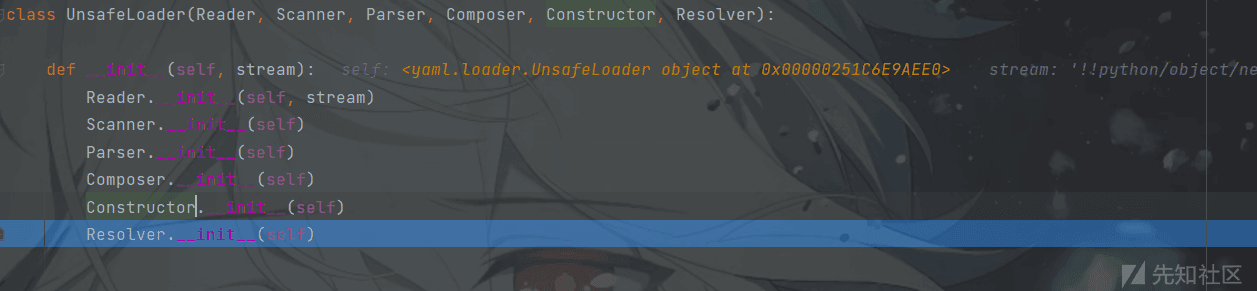 class UnsafeLoader(Reader, Scanner, Parser, Composer, Constructor, Resolver):
def __init__(self, stream): self: <yaml.loader.UnsafeLoader object at 0x00000251C6E9AEE0> stream: '!!python/object/ne
Reader.__init__(self, stream)
Scanner.__init__(self)
Parser.__init__(self)
Composer.__init__(self)
Constructor.__init__(self)
Resolver.__init__(self)
先知社区